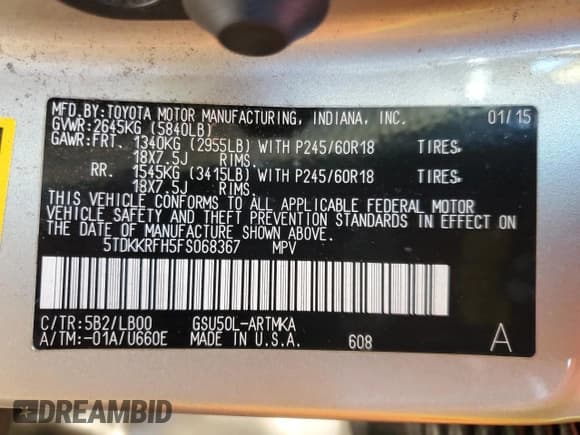 MFD.BY:TOYOTA MOTOR MANUFACTURING, INDIANA, INC. 01/15
GVWR:2645KG (5840LB)
GAWR:FRT. 1340KG (2955LB) WITH P245/60R18 TIRES,
18X7.5J RIMS.
RR. 1545KG (3415LB) WITH P245/60R18 TIRES,
18X7.5J RIMS.
THIS VEHICLE CONFORMS TO ALL APPLICABLE FEDERAL MOTOR
VEHICLE SAFETY AND THEFT PREVENTION STANDARDS IN EFFECT ON
THE DATE OF MANUFACTURE SHOWN ABOVE.
5TDKKRFH5FS068367 MPV
C/TR:5B2/LB00 GSU50L-ARTMKA
A/TM:-01A/U660E MADE IN U.S.A. 608 A
DREAMBID